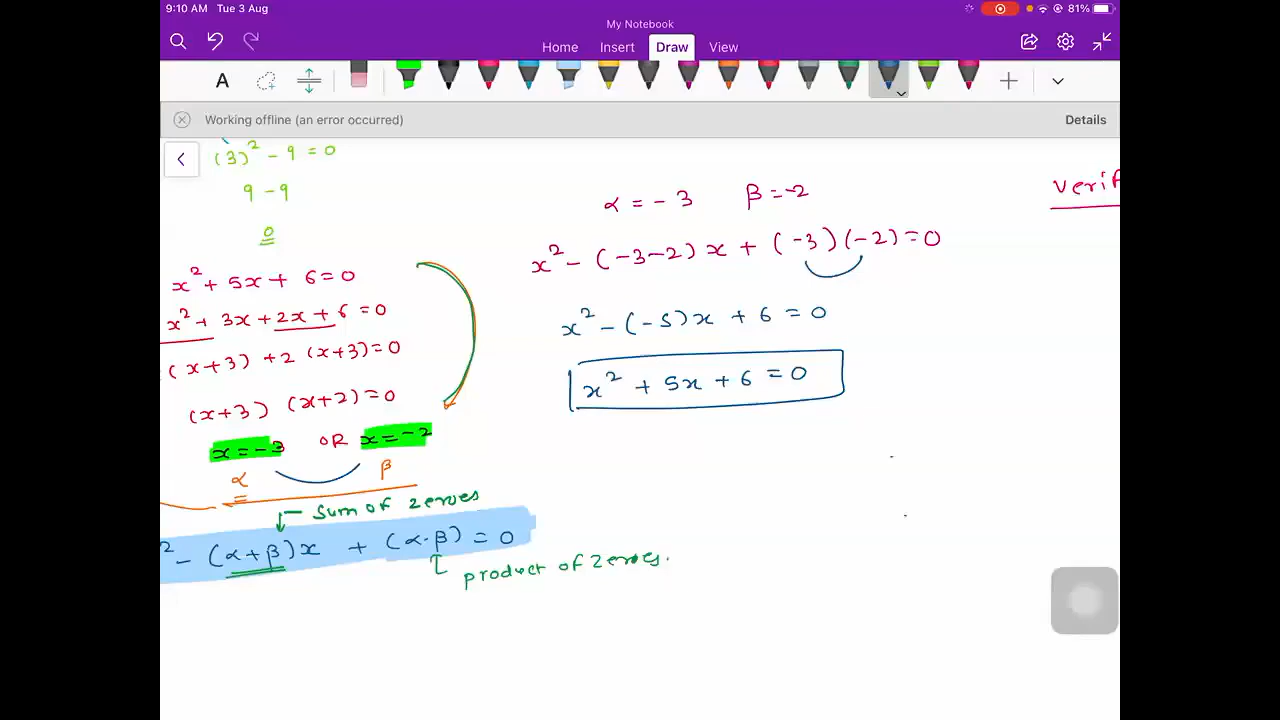 9:10 AM Tue 3 Aug
81%
My Notebook
Home Insert Draw View
A
Working offline (an error occurred)
Details
(3)² - 9 = 0
9 - 9
0
x² + 5x + 6 = 0
x² + 3x + 2x + 6 = 0
(x+3) + 2 (x+3) = 0
(x+3) (x+2) = 0
x = -3 OR x = -2
α β
sum of zeroes
² - (α+β)x + (α·β) = 0
product of zeroes.
α = -3 β = -2
x² - (-3-2)x + (-3)(-2) = 0
x² - (-5)x + 6 = 0
x² + 5x + 6 = 0
Verif